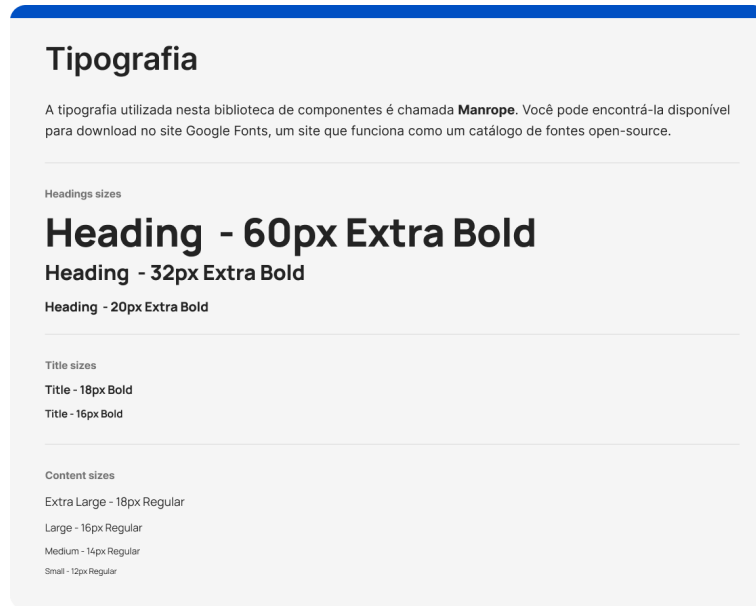 Tipografia
A tipografia utilizada nesta biblioteca de componentes é chamada Manrope. Você pode encontrá-la disponível
para download no site Google Fonts, um site que funciona como um catálogo de fontes open-source.
Headings sizes
Heading - 60px Extra Bold
Heading - 32px Extra Bold
Heading - 20px Extra Bold
Title sizes
Title - 18px Bold
Title - 16px Bold
Content sizes
Extra Large - 18px Regular
Large - 16px Regular
Medium - 14px Regular
Small - 12px Regular